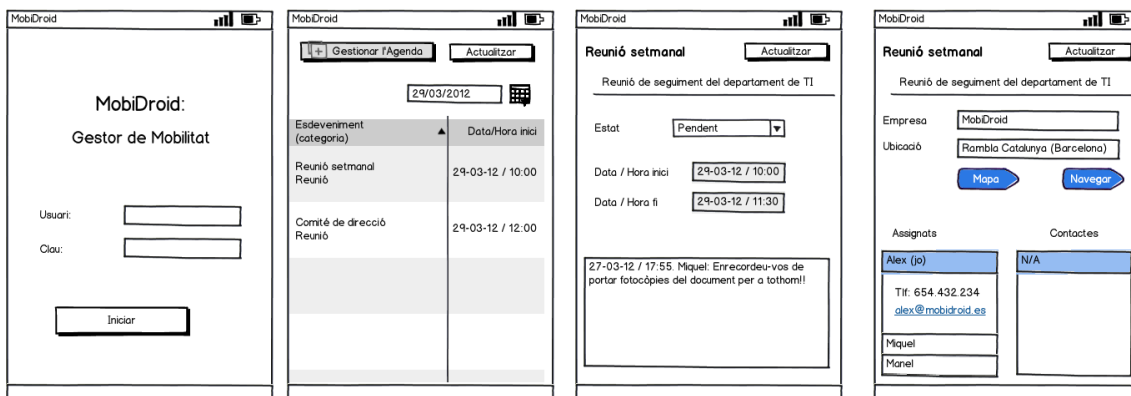 MobiDroid
MobiDroid:
Gestor de Mobilitat
Usuari:
Clau:
Iniciar
MobiDroid
Gestionar l'Agenda
Actualitzar
29/03/2012
Esdeveniment
(categoria)
Data/Hora inici
Reunió setmanal
Reunió
29-03-12 / 10:00
Comité de direcció
Reunió
29-03-12 / 12:00
MobiDroid
Reunió setmanal
Actualitzar
Reunió de seguiment del departament de TI
Estat
Pendent
Data / Hora inici
29-03-12 / 10:00
Data / Hora fi
29-03-12 / 11:30
27-03-12 / 17:55. Miquel: Enrecordeu-vos de
portar fotocòpies del document per a tothom!!
MobiDroid
Reunió setmanal
Actualitzar
Reunió de seguiment del departament de TI
Empresa
MobiDroid
Ubicació
Rambla Catalunya (Barcelona)
Mapa
Navegar
Assignats
Contactes
Alex (jo)
N/A
Tlf: 654.432.234
alex@mobidroid.es
Miquel
Manel